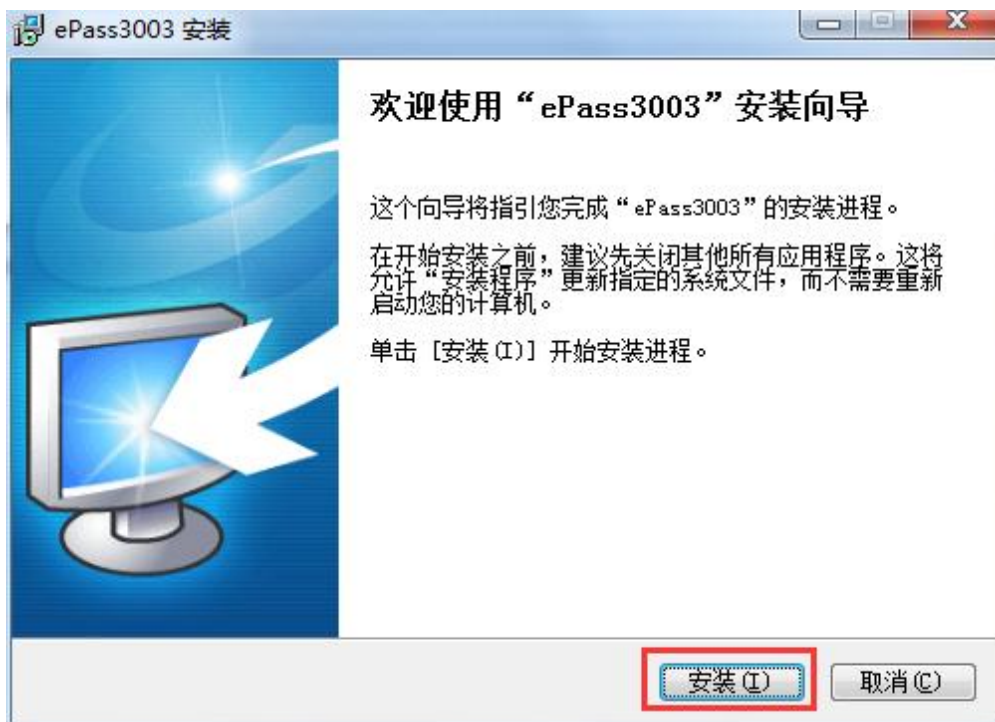 ePass3003 安装
欢迎使用“ePass3003”安装向导
这个向导将指引您完成“ePass3003”的安装进程。
在开始安装之前，建议先关闭其他所有应用程序。这将
允许“安装程序”更新指定的系统文件，而不需要重新
启动您的计算机。
单击 [安装(I)] 开始安装进程。
安装(I) 取消(C)